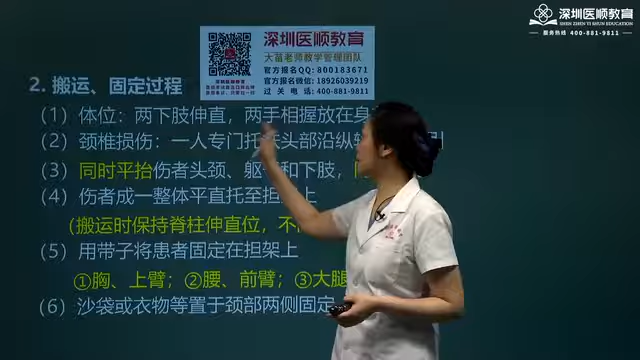 深圳医顺教育
SHEN ZHEN YI SHUN EDUCATION
服务热线 400-881-9811
深圳医顺教育
大苗老师教学管理团队
官方报名QQ:800183671
官方报名微信:18926039219
过关电话:400-881-9811
2. 搬运、固定过程
(1) 体位:两下肢伸直,两手相握放在身
(2) 颈椎损伤:一人专门托 头部沿纵
(3) 同时平抬伤者头颈、躯 和下肢,
(4) 伤者成一整体平直托至担 上
(搬运时保持脊柱伸直位,不
(5) 用带子将患者固定在担架上
①胸、上臂;②腰、前臂;③大腿
(6) 沙袋或衣物等置于颈部两侧固定